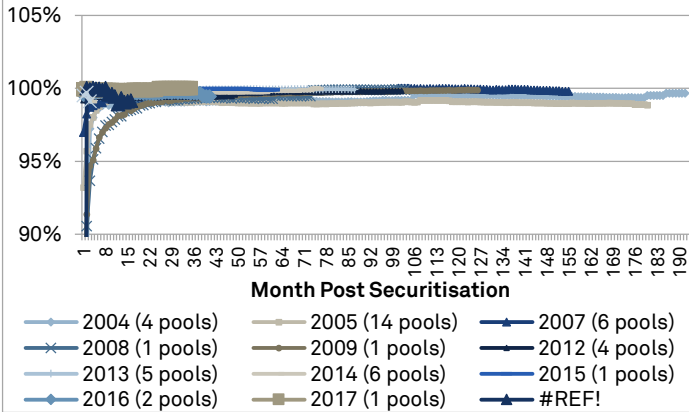 105%
100%
95%
90%
1 8 15 22 29 36 43 50 57 64 71 78 85 92 99 106 113 120 127 134 141 148 155 162 169 176 183 190
Month Post Securitisation
2004 (4 pools) 2005 (14 pools) 2007 (6 pools)
2008 (1 pools) 2009 (1 pools) 2012 (4 pools)
2013 (5 pools) 2014 (6 pools) 2015 (1 pools)
2016 (2 pools) 2017 (1 pools) #REF!